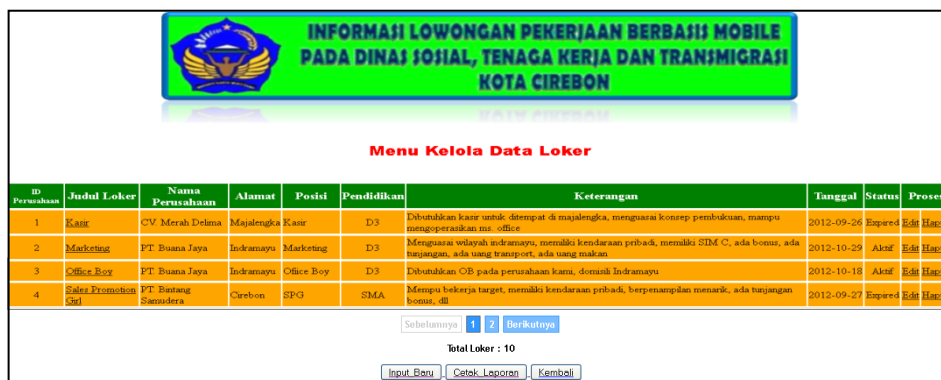 INFORMASI LOWONGAN PEKERJAAN BERBASIS MOBILE
PADA DINAS SOSIAL, TENAGA KERJA DAN TRANSMIGRASI
KOTA CIREBON
Menu Kelola Data Loker
ID Perusahaan Judul Loker Nama Perusahaan Alamat Posisi Pendidikan Keterangan Tanggal Status Proses
1 Kasir CV. Merah Delima Majalengka Kasir D3 Dibutuhkan kasir untuk ditempat di majalengka, menguasai konsep pembukuan, mampu mengoperasikan ms. office 2012-09-26 Expired Edit Hap
2 Marketing PT. Buana Jaya Indramayu Marketing D3 Menguasai wilayah indramayu, memiliki kendaraan pribadi, memiliki SIM C, ada bonus, ada tunjangan, ada uang transport, ada uang makan 2012-10-29 Aktif Edit Hap
3 Office Boy PT. Buana Jaya Indramayu Ofiice Boy D3 Dibutuhkan OB pada perusahaan kami, domisili Indramayu 2012-10-18 Aktif Edit Hap
4 Sales Promotion Girl PT. Bintang Samudera Cirebon SPG SMA Mempu bekerja target, memiliki kendaraan pribadi, berpenampilan menarik, ada tunjangan bonus, dll 2012-09-27 Expired Edit Hap
Sebelumnya 1 2 Berikutnya
Total Loker : 10
Input Baru Cetak Laporan Kembali